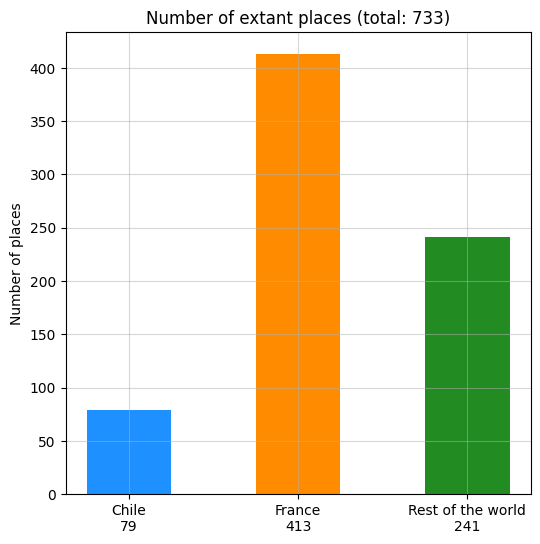 Number of extant places (total: 733)
Number of places
400
350
300
250
200
150
100
50
0
Chile
79
France
413
Rest of the world
241